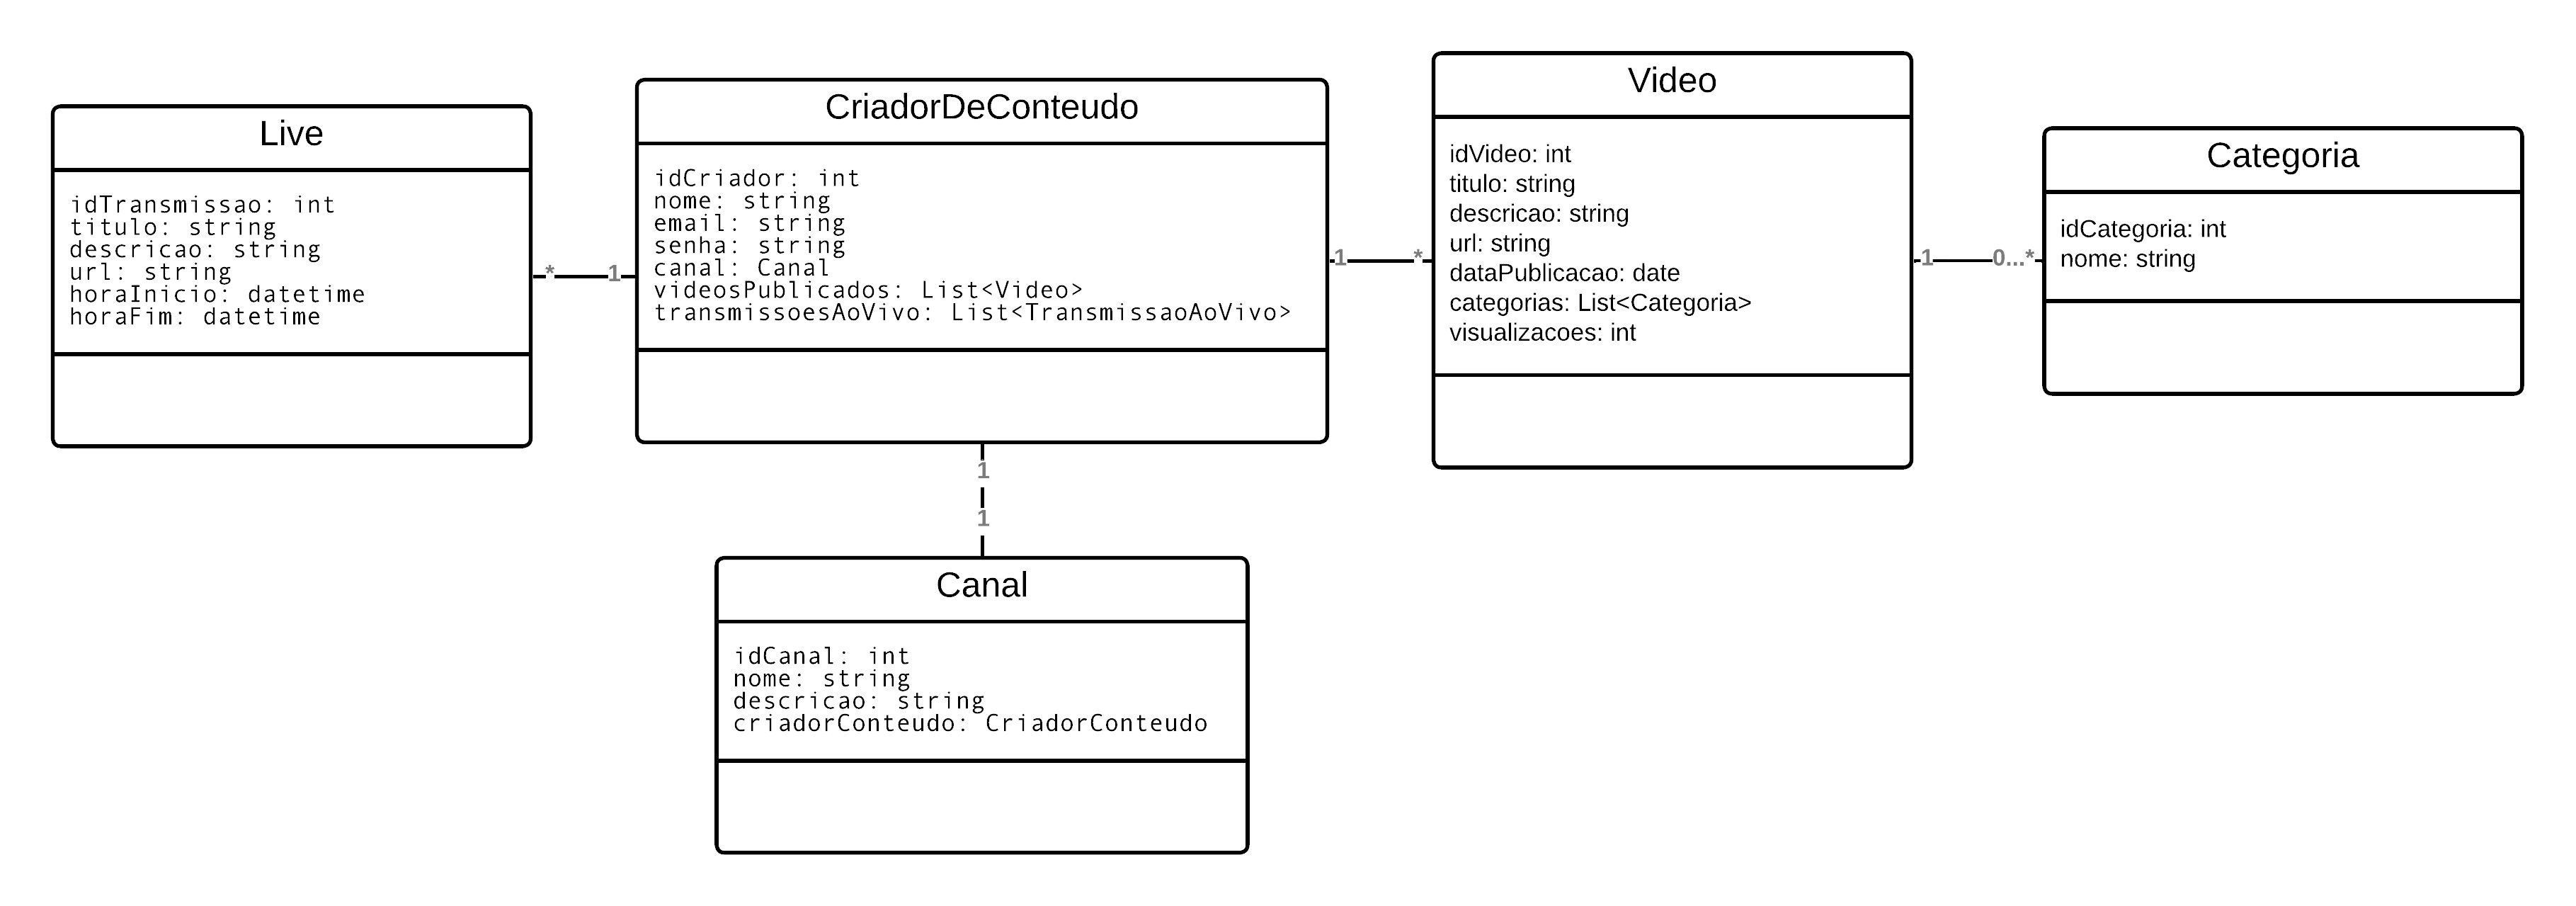 Live
idTransmissao: int
titulo: string
descricao: string
url: string
horaInicio: datetime
horaFim: datetime
*
1
CriadorDeConteudo
idCriador: int
nome: string
email: string
senha: string
canal: Canal
videosPublicados: List<Video>
transmissoesAoVivo: List<TransmissaoAoVivo>
1
*
Video
idVideo: int
titulo: string
descricao: string
url: string
dataPublicacao: date
categorias: List<Categoria>
visualizacoes: int
1
0...*
Categoria
idCategoria: int
nome: string
1
1
Canal
idCanal: int
nome: string
descricao: string
criadorConteudo: CriadorConteudo